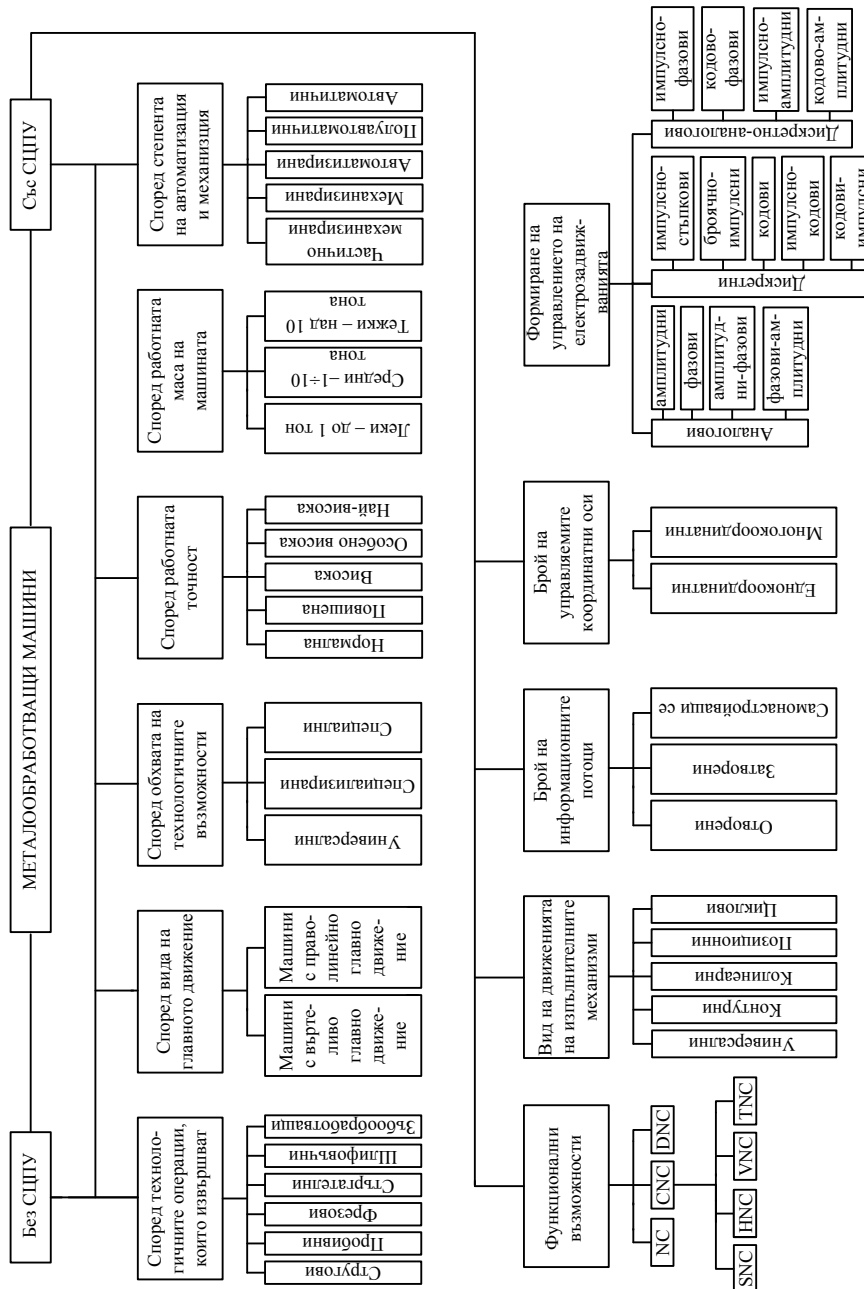 МЕТАЛООБРАБОТВАЩИ МАШИНИ
Без СЦПУ
Със СЦПУ
Според техноло-
гичните операции,
които извършват
Стругови
Пробивни
Фрезови
Стъргателни
Шлифовъчни
Зъбообработващи
Според вида на
главното движение
Машини
с върте-
ливо
главно
движе-
ние
Машини
с право-
линейно
главно
движе-
ние
Според обхвата на
технологичните
възможности
Универсални
Специализирани
Специални
Според работната
точност
Нормална
Повишена
Висока
Особено висока
Най-висока
Според работната
маса на
машината
Леки – до 1 тон
Средни –1÷10
тона
Тежки – над 10
тона
Според степента
на автоматизация
и механизция
Частично
механизирани
Механизирани
Автоматизирани
Полуавтоматични
Автоматични
Функционални
възможности
NC
CNC
DNC
SNC
HNC
VNC
TNC
Вид на движенията
на изпълнителните
механизми
Универсални
Контурни
Колинеарни
Позиционни
Циклови
Брой на
информационните
потоци
Отворени
Затворени
Самонастройващи се
Брой на
управляемите
координатни оси
Еднокоординатни
Многокоординатни
Формиране на
управлението на
електрозадвиж-
ванията
Аналогови
амплитудни
фазови
амплитуд-
ни-фазови
фазови-ам-
плитудни
Дискретни
импулсно-
стъпкови
броячно-
импулсни
кодови
импулсно-
кодови
кодови-
импулсни
Дискретно-аналогови
импулсно-
фазови
кодово-
фазови
импулсно-
амплитудни
кодово-ам-
плитудни